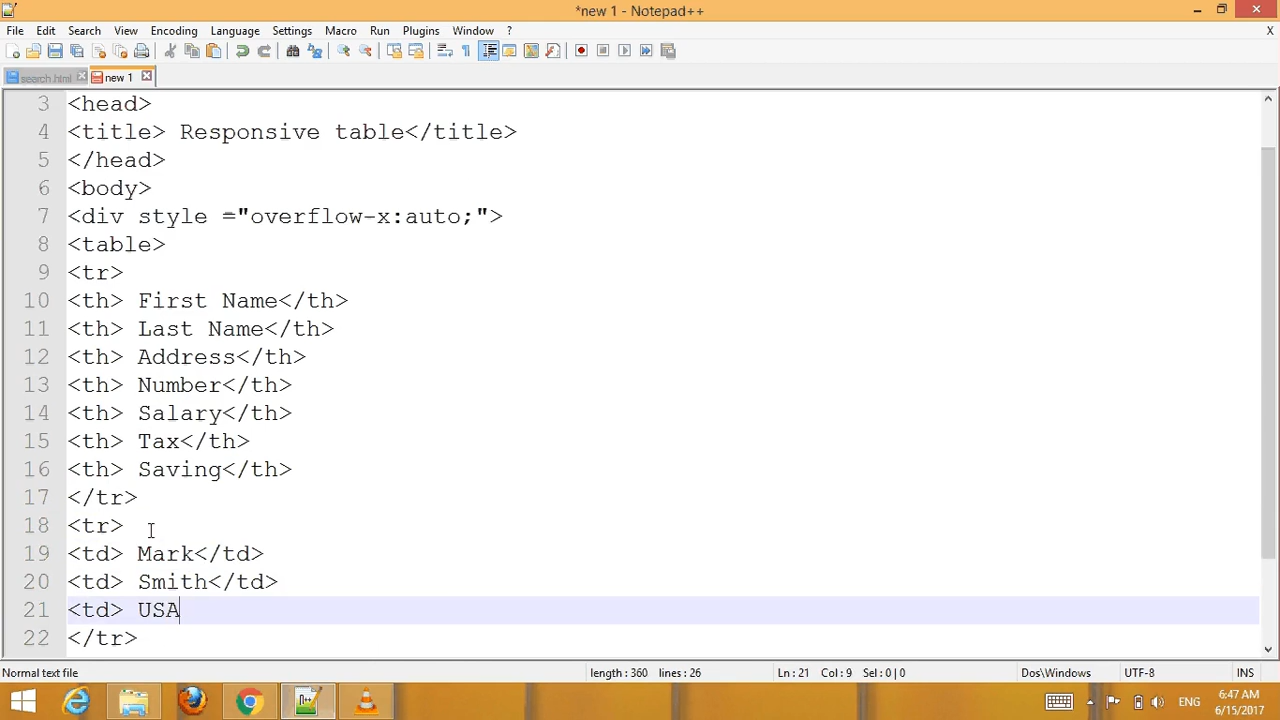 *new 1 - Notepad++
File Edit Search View Encoding Language Settings Macro Run Plugins Window ? X
search.html new 1
3 <head>
4 <title> Responsive table</title>
5 </head>
6 <body>
7 <div style ="overflow-x:auto;">
8 <table>
9 <tr>
10 <th> First Name</th>
11 <th> Last Name</th>
12 <th> Address</th>
13 <th> Number</th>
14 <th> Salary</th>
15 <th> Tax</th>
16 <th> Saving</th>
17 </tr>
18 <tr>
19 <td> Mark</td>
20 <td> Smith</td>
21 <td> USA
22 </tr>
Normal text file length : 360 lines : 26 Ln : 21 Col : 9 Sel : 0 | 0 Dos\Windows UTF-8 INS
ENG 6:47 AM
6/15/2017